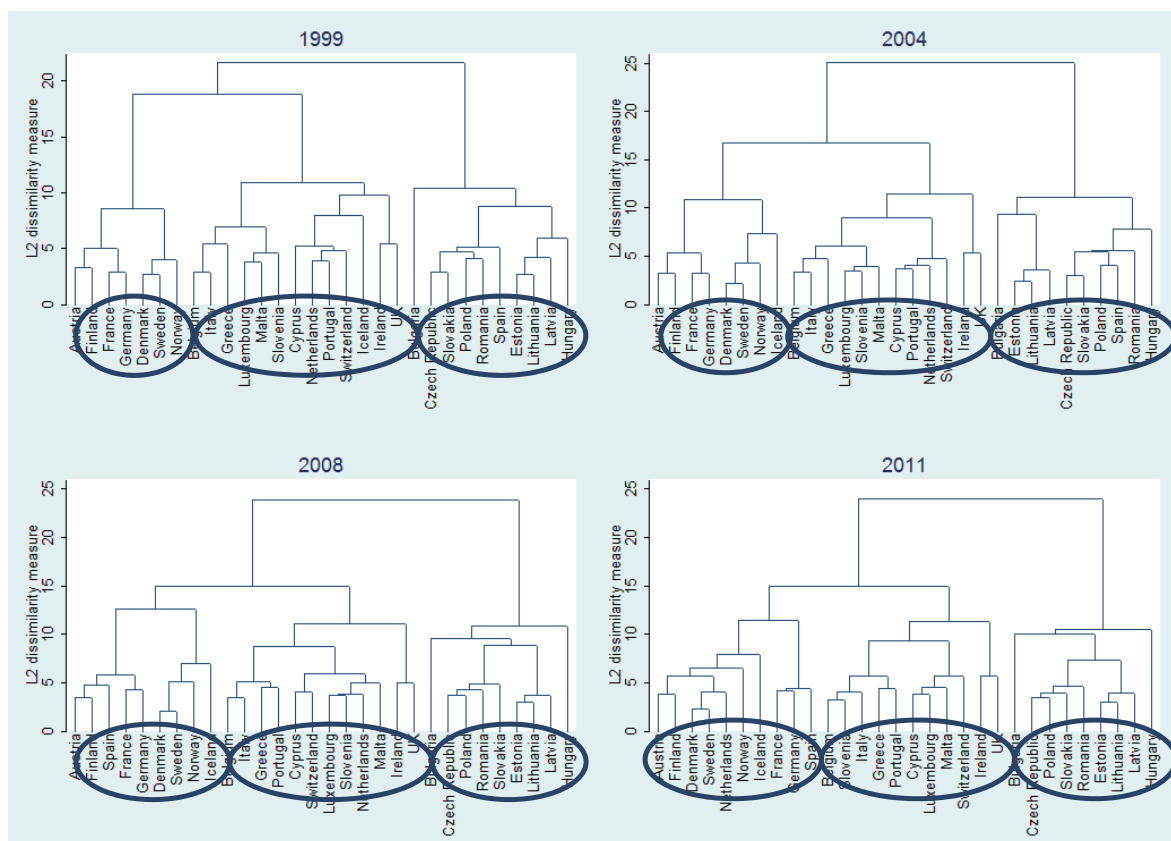 1999
L2 dissimilarity measure
20
15
10
5
0
Austria
Finland
France
Germany
Denmark
Sweden
Norway
Belgium
Italy
Greece
Luxembourg
Malta
Slovenia
Cyprus
Netherlands
Portugal
Switzerland
Iceland
Ireland
UK
Bulgaria
Czech Republic
Slovakia
Poland
Romania
Spain
Estonia
Lithuania
Latvia
Hungary
2004
L2 dissimilarity measure
25
20
15
10
5
0
Austria
Finland
France
Germany
Denmark
Sweden
Norway
Iceland
Belgium
Italy
Greece
Luxembourg
Slovenia
Malta
Cyprus
Portugal
Netherlands
Switzerland
Ireland
UK
Bulgaria
Estonia
Lithuania
Latvia
Czech Republic
Slovakia
Poland
Spain
Romania
Hungary
2008
L2 dissimilarity measure
25
20
15
10
5
0
Austria
Finland
Spain
France
Germany
Denmark
Sweden
Norway
Iceland
Belgium
Italy
Greece
Portugal
Cyprus
Switzerland
Luxembourg
Slovenia
Netherlands
Malta
Ireland
UK
Bulgaria
Czech Republic
Poland
Romania
Slovakia
Estonia
Lithuania
Latvia
Hungary
2011
L2 dissimilarity measure
25
20
15
10
5
0
Austria
Finland
Denmark
Sweden
Netherlands
Norway
Iceland
France
Germany
Spain
Belgium
Slovenia
Italy
Greece
Portugal
Cyprus
Luxembourg
Malta
Switzerland
Ireland
UK
Bulgaria
Czech Republic
Poland
Slovakia
Romania
Estonia
Lithuania
Latvia
Hungary